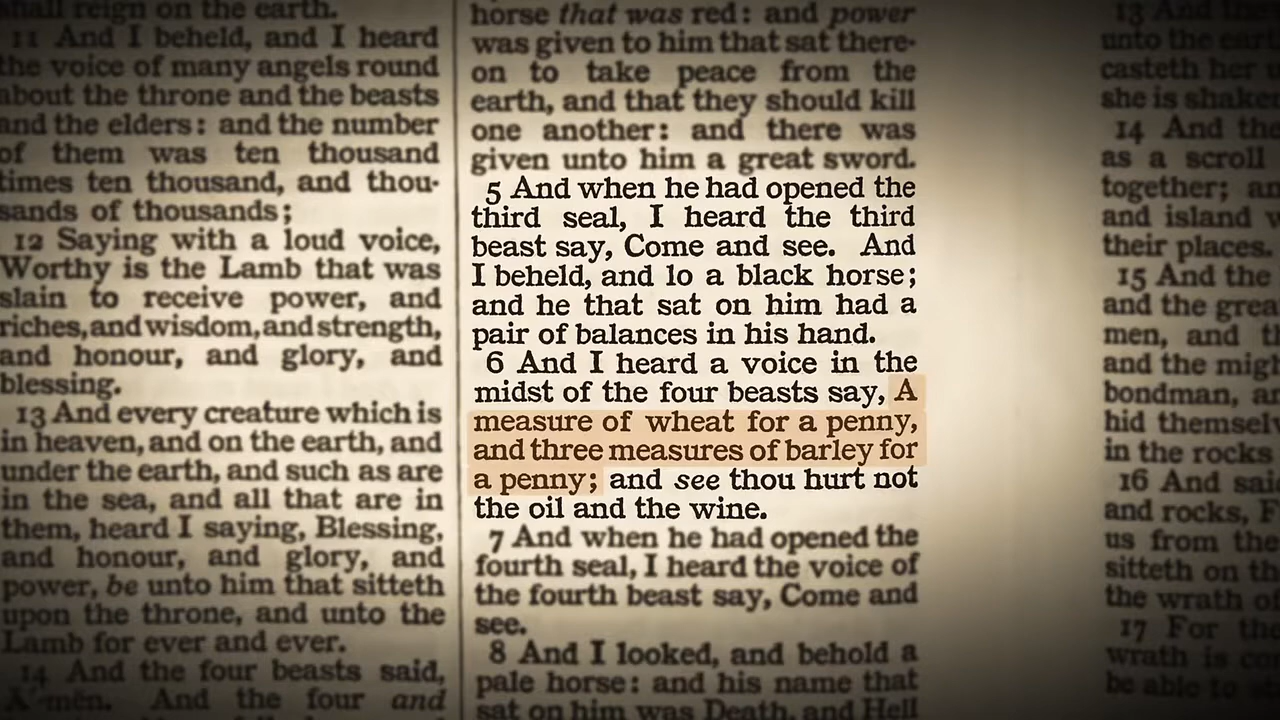 shall reign on the earth.
11 And I beheld, and I heard
the voice of many angels round
about the throne and the beasts
and the elders: and the number
of them was ten thousand
times ten thousand, and thou-
sands of thousands;
12 Saying with a loud voice,
Worthy is the Lamb that was
slain to receive power, and
riches, and wisdom, and strength,
and honour, and glory, and
blessing.
13 And every creature which is
in heaven, and on the earth, and
under the earth, and such as are
in the sea, and all that are in
them, heard I saying, Blessing,
and honour, and glory, and
power, be unto him that sitteth
upon the throne, and unto the
Lamb for ever and ever.
14 And the four beasts said,
A´-mĕn. And the four and
horse that was red: and power
was given to him that sat there-
on to take peace from the
earth, and that they should kill
one another: and there was
given unto him a great sword.
5 And when he had opened the
third seal, I heard the third
beast say, Come and see. And
I beheld, and lo a black horse;
and he that sat on him had a
pair of balances in his hand.
6 And I heard a voice in the
midst of the four beasts say, A
measure of wheat for a penny,
and three measures of barley for
a penny; and see thou hurt not
the oil and the wine.
7 And when he had opened the
fourth seal, I heard the voice of
the fourth beast say, Come and
see.
8 And I looked, and behold a
pale horse: and his name that
sat on him was Death, and Hell
13 And
unto the
casteth her
she is
14 And
as a scroll
together;
and island
their places.
15 And the
and the
men, and
and the
bondman,
hid
in the rocks
16 And
and rocks,
us from the
sitteth on
the wrath
17 For
wrath is
be able to